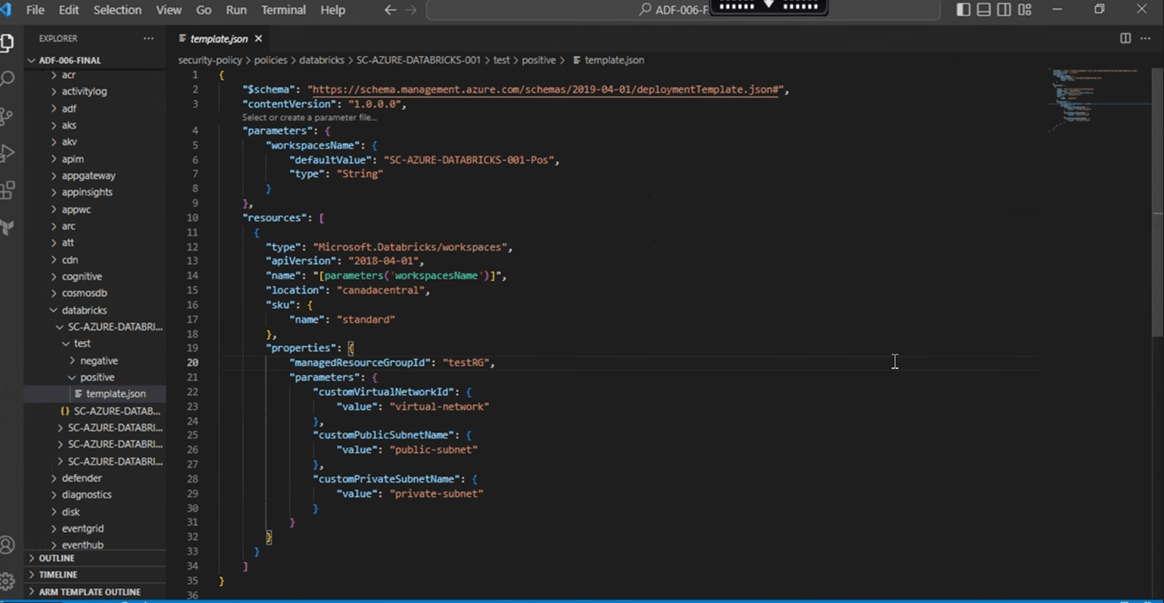 File Edit Selection View Go Run Terminal Help ADF-006-F
EXPLORER
template.json
ADF-006-FINAL
security-policy > policies > databricks > SC-AZURE-DATABRICKS-001 > test > positive > template.json
acr
activitylog
adf
aks
akv
apim
appgateway
appinsights
appwc
arc
att
cdn
cognitive
cosmosdb
databricks
SC-AZURE-DATABRI...
test
negative
positive
template.json
SC-AZURE-DATAB...
SC-AZURE-DATABRI...
SC-AZURE-DATABRI...
SC-AZURE-DATABRI...
defender
diagnostics
disk
eventgrid
eventhub
OUTLINE
TIMELINE
ARM TEMPLATE OUTLINE
1 {
2 "$schema": "https://schema.management.azure.com/schemas/2019-04-01/deploymentTemplate.json#",
3 "contentVersion": "1.0.0.0",
Select or create a parameter file...
4 "parameters": {
5 "workspacesName": {
6 "defaultValue": "SC-AZURE-DATABRICKS-001-Pos",
7 "type": "String"
8 }
9 },
10 "resources": [
11 {
12 "type": "Microsoft.Databricks/workspaces",
13 "apiVersion": "2018-04-01",
14 "name": "[parameters('workspacesName')]",
15 "location": "canadacentral",
16 "sku": {
17 "name": "standard"
18 },
19 "properties": {
20 "managedResourceGroupId": "testRG",
21 "parameters": {
22 "customVirtualNetworkId": {
23 "value": "virtual-network"
24 },
25 "customPublicSubnetName": {
26 "value": "public-subnet"
27 },
28 "customPrivateSubnetName": {
29 "value": "private-subnet"
30 }
31 }
32 }
33 }
34 ]
35 }
36